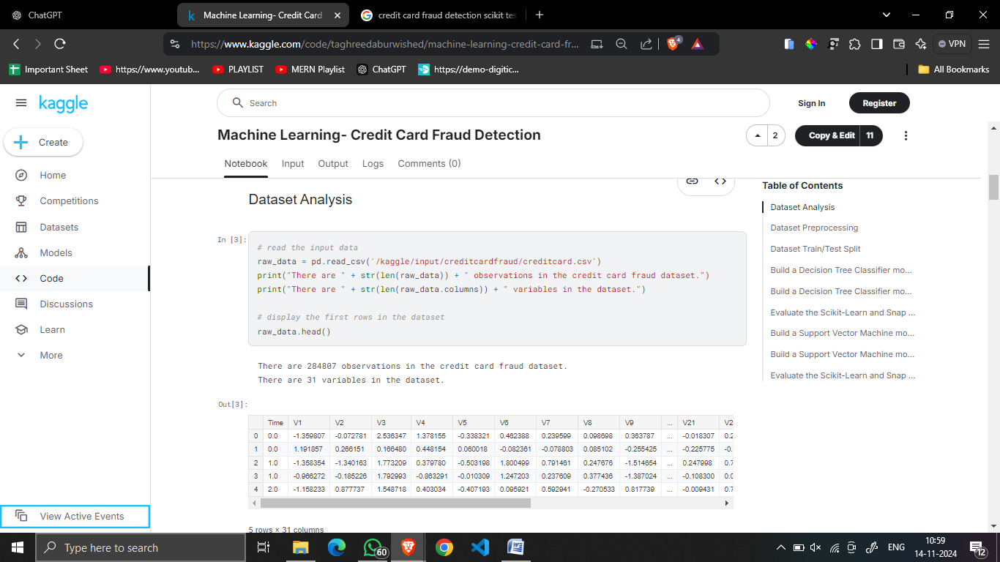 ChatGPT
Machine Learning- Credit Card
credit card fraud detection scikit tes
https://www.kaggle.com/code/taghreedaburwished/machine-learning-credit-card-fr...
4
VPN
Important Sheet
https://www.youtub...
PLAYLIST
MERN Playlist
ChatGPT
https://demo-digitic...
All Bookmarks
kaggle
Search
Sign In
Register
Create
Home
Competitions
Datasets
Models
Code
Discussions
Learn
More
View Active Events
Machine Learning- Credit Card Fraud Detection
2
Copy & Edit 11
Notebook Input Output Logs Comments (0)
Dataset Analysis
In [3]:
# read the input data
raw_data = pd.read_csv('/kaggle/input/creditcardfraud/creditcard.csv')
print("There are " + str(len(raw_data)) + " observations in the credit card fraud dataset.")
print("There are " + str(len(raw_data.columns)) + " variables in the dataset.")
# display the first rows in the dataset
raw_data.head()
There are 284807 observations in the credit card fraud dataset.
There are 31 variables in the dataset.
Out[3]:
Time V1 V2 V3 V4 V5 V6 V7 V8 V9 ... V21 V2
0 0.0 -1.359807 -0.072781 2.536347 1.378155 -0.338321 0.462388 0.239599 0.098698 0.363787 ... -0.018307 0.2
1 0.0 1.191857 0.266151 0.166480 0.448154 0.060018 -0.082361 -0.078803 0.085102 -0.255425 ... -0.225775 -0.
2 1.0 -1.358354 -1.340163 1.773209 0.379780 -0.503198 1.800499 0.791461 0.247676 -1.514654 ... 0.247998 0.7
3 1.0 -0.966272 -0.185226 1.792993 -0.863291 -0.010309 1.247203 0.237609 0.377436 -1.387024 ... -0.108300 0.0
4 2.0 -1.158233 0.877737 1.548718 0.403034 -0.407193 0.095921 0.592941 -0.270533 0.817739 ... -0.009431 0.7
5 rows × 31 columns
Table of Contents
Dataset Analysis
Dataset Preprocessing
Dataset Train/Test Split
Build a Decision Tree Classifier mo...
Build a Decision Tree Classifier mo...
Evaluate the Scikit-Learn and Snap ...
Build a Support Vector Machine mo...
Build a Support Vector Machine mo...
Evaluate the Scikit-Learn and Snap ...
Type here to search
60
ENG
10:59
14-11-2024
12